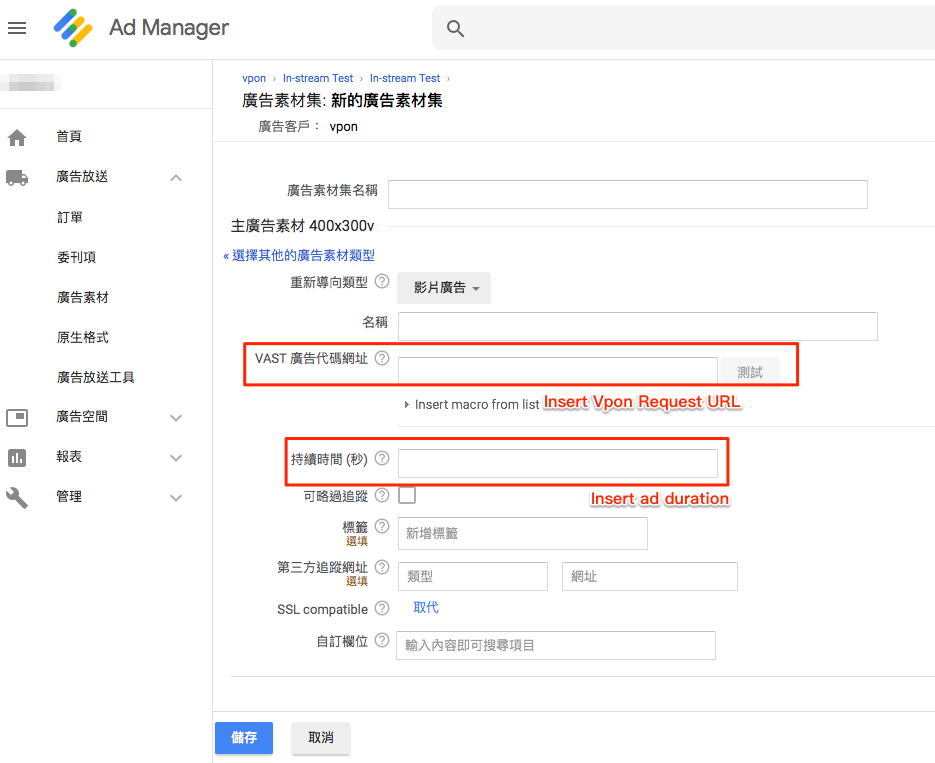 Ad Manager
vpon › In-stream Test › In-stream Test ›
廣告素材集: 新的廣告素材集
廣告客戶： vpon
首頁
廣告放送
訂單
委刊項
廣告素材
原生格式
廣告放送工具
廣告空間
報表
管理
廣告素材集名稱
主廣告素材 400x300v
« 選擇其他的廣告素材類型
重新導向類型 ? 影片廣告
名稱
VAST 廣告代碼網址 ? 測試
Insert macro from list Insert Vpon Request URL
持續時間 (秒) ?
Insert ad duration
可略過追蹤 ?
標籤 ? 新增標籤
選填
第三方追蹤網址 ? 類型 網址
選填
SSL compatible ? 取代
自訂欄位 ? 輸入內容即可搜尋項目
儲存 取消